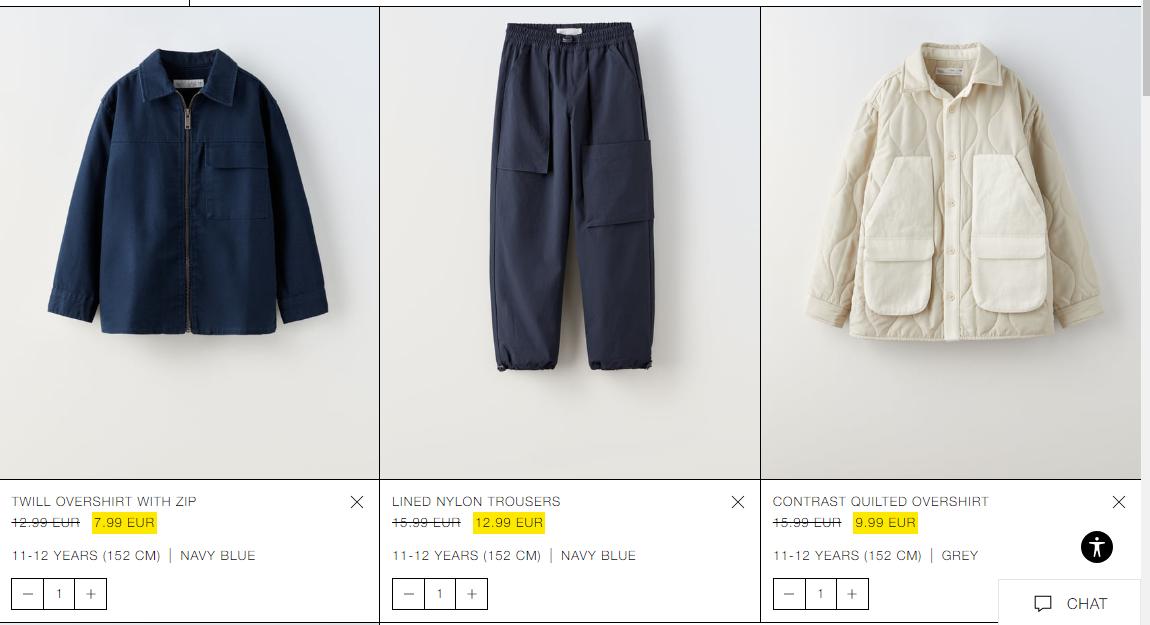 TWILL OVERSHIRT WITH ZIP
12.99 EUR 7.99 EUR
11-12 YEARS (152 CM) | NAVY BLUE
1
LINED NYLON TROUSERS
15.99 EUR 12.99 EUR
11-12 YEARS (152 CM) | NAVY BLUE
1
CONTRAST QUILTED OVERSHIRT
15.99 EUR 9.99 EUR
11-12 YEARS (152 CM) | GREY
1
CHAT